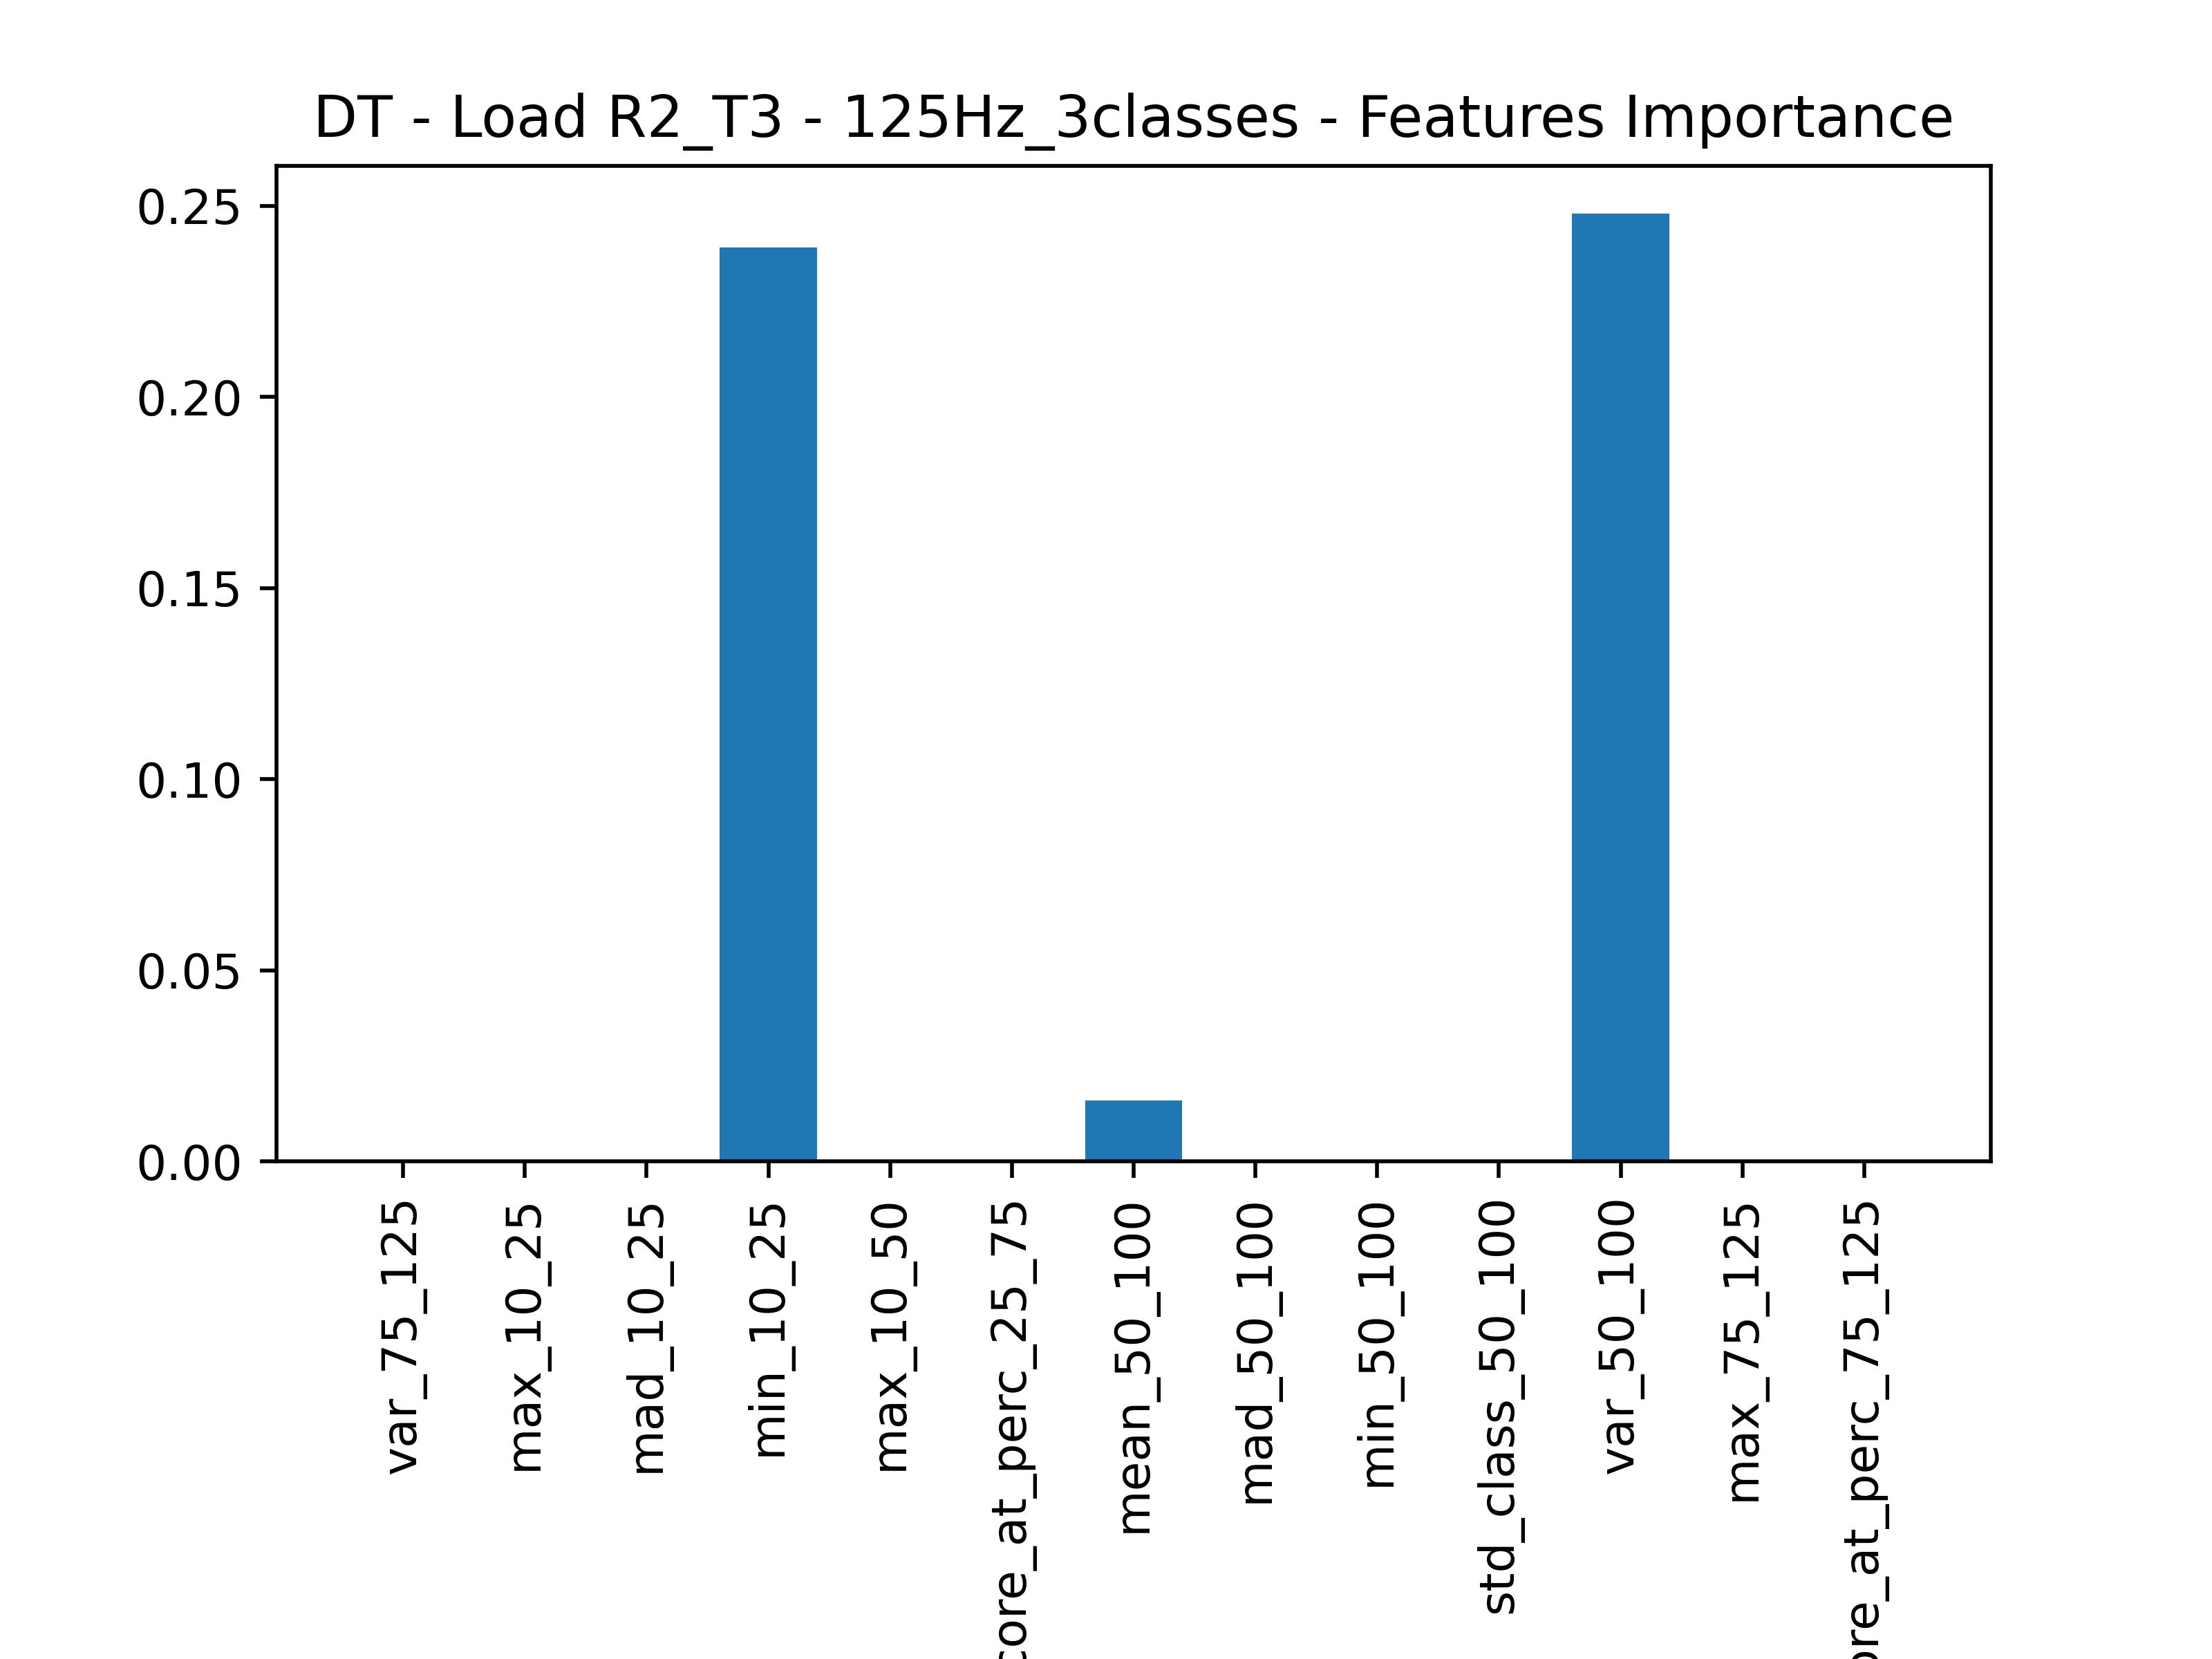 DT - Load R2_T3 - 125Hz_3classes - Features Importance
0.25
0.20
0.15
0.10
0.05
0.00
var_75_125
max_10_25
mad_10_25
min_10_25
max_10_50
core_at_perc_25_75
mean_50_100
mad_50_100
min_50_100
std_class_50_100
var_50_100
max_75_125
ore_at_perc_75_125